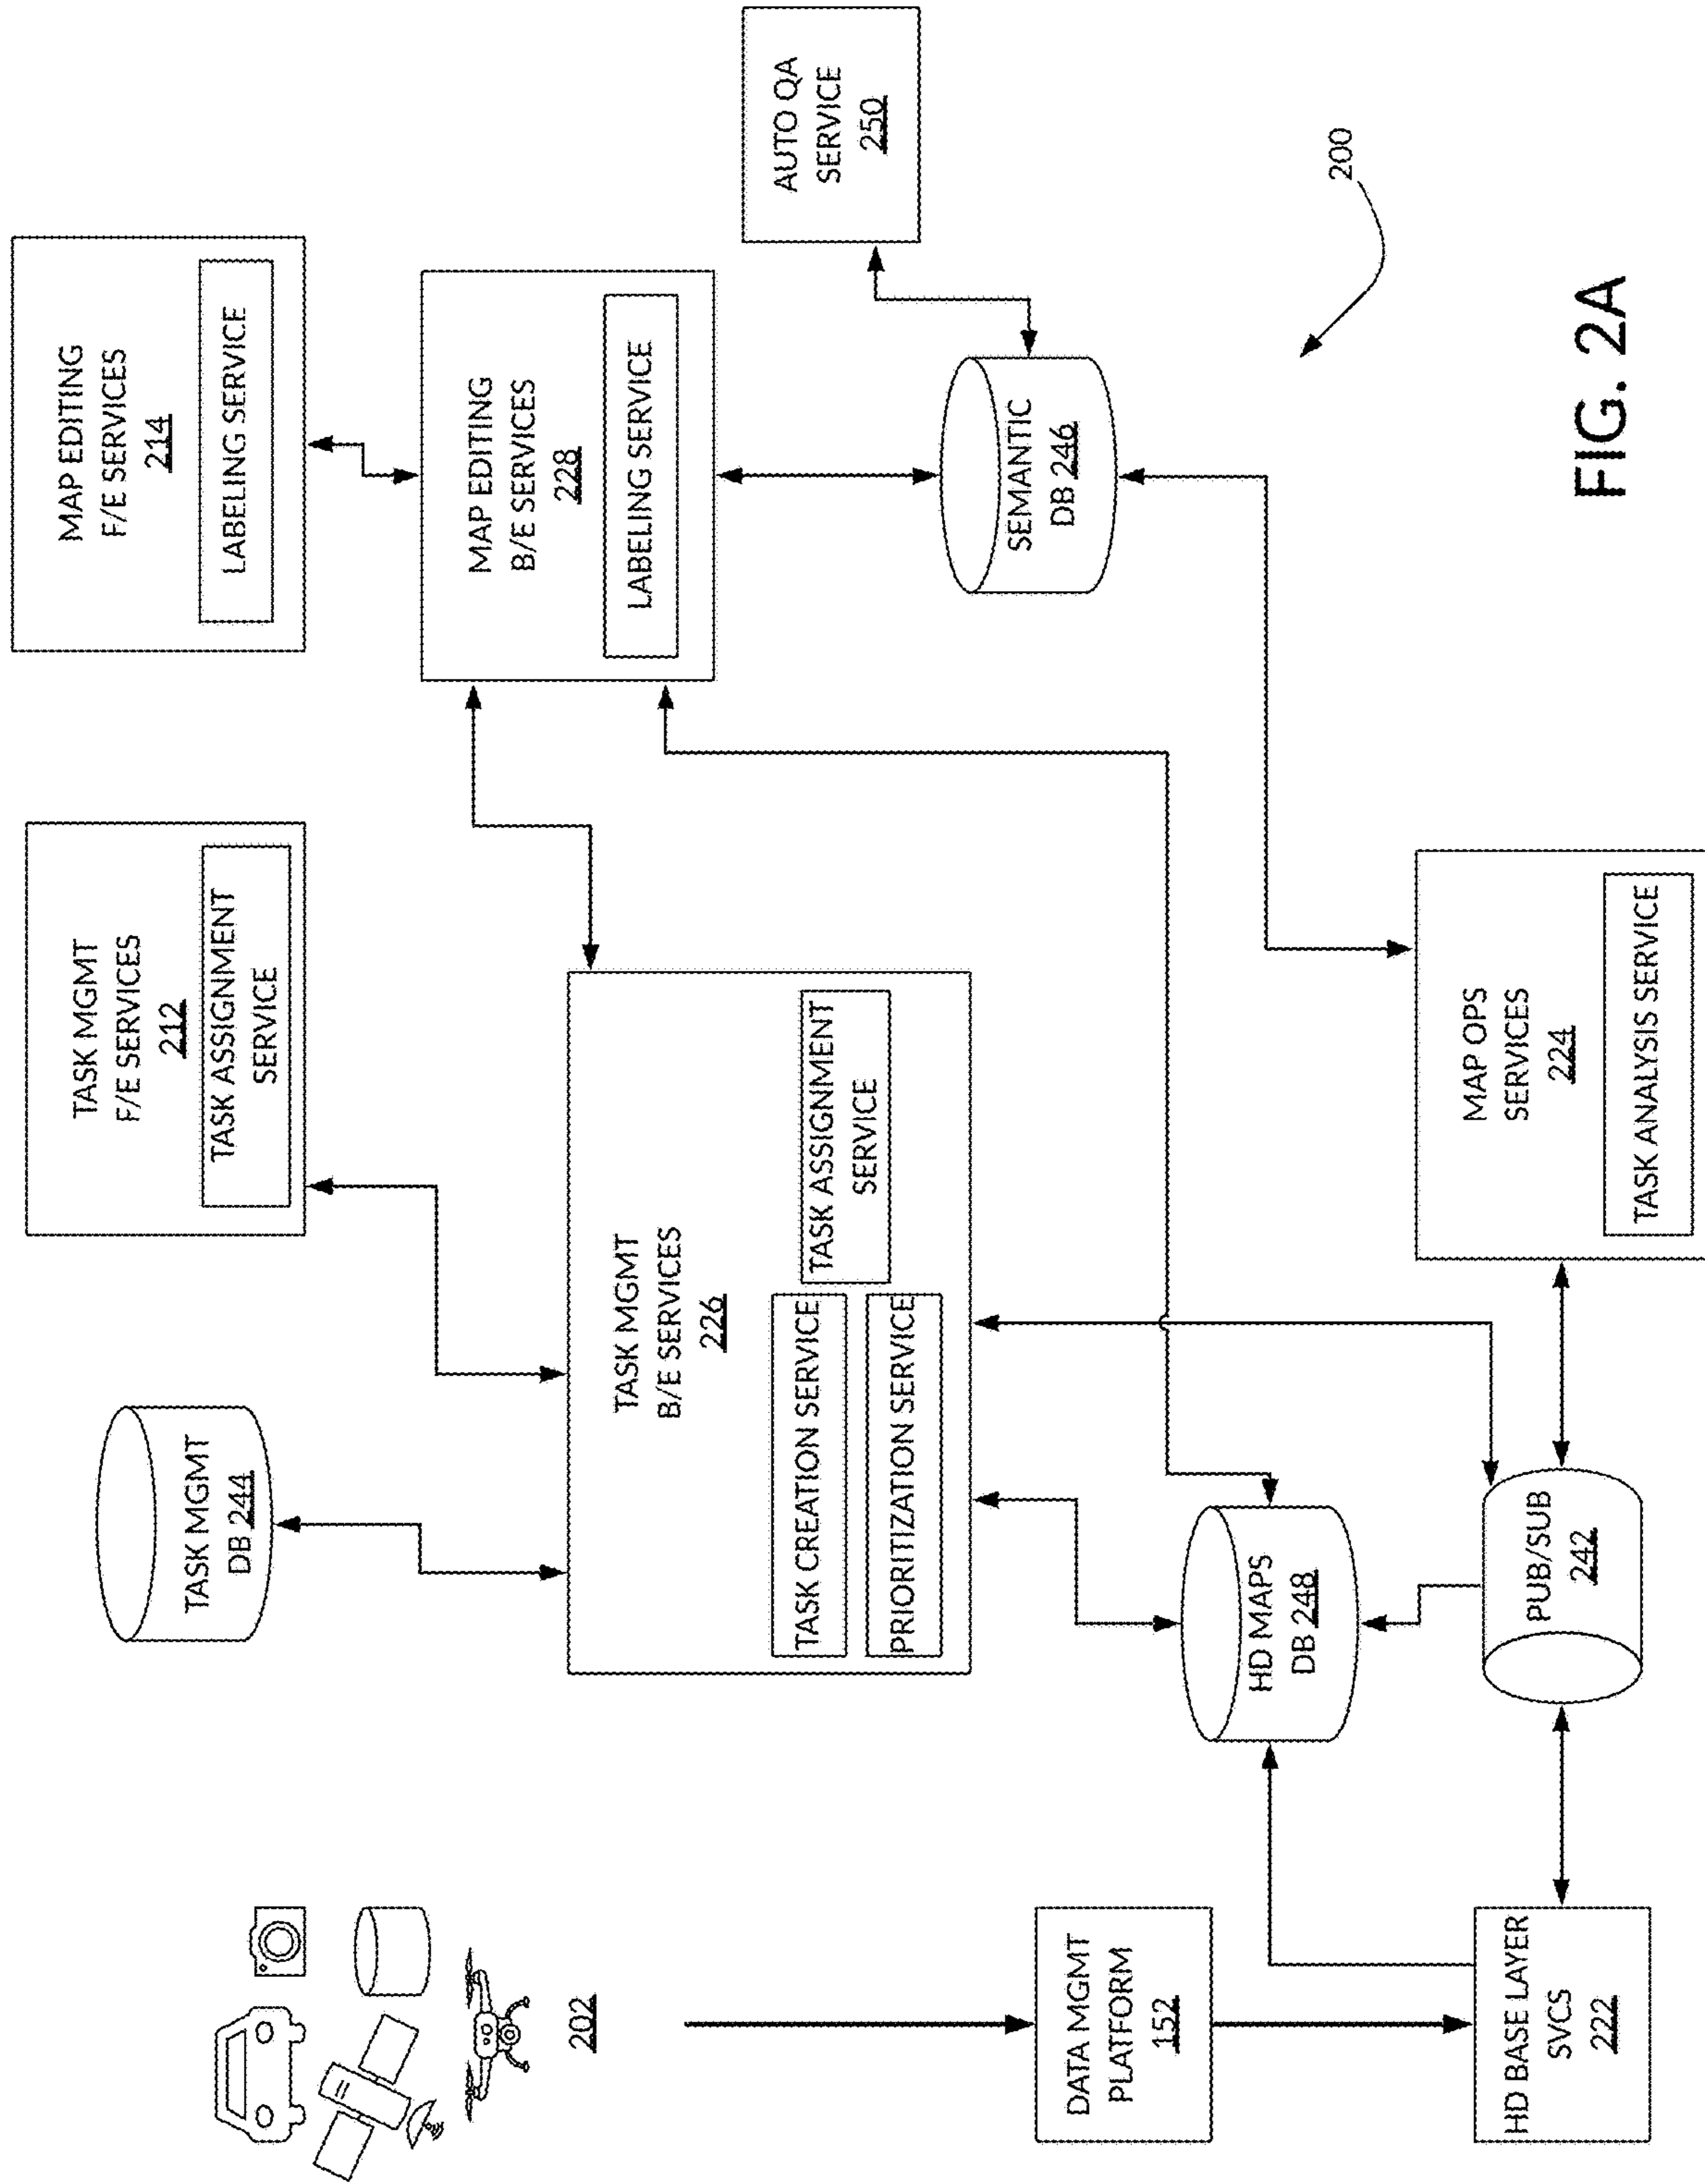 202
DATA MGMT
PLATFORM
152
HD BASE LAYER
SVCS
222
TASK MGMT
DB 244
TASK MGMT
F/E SERVICES
212
TASK ASSIGNMENT
SERVICE
MAP EDITING
F/E SERVICES
214
LABELING SERVICE
TASK MGMT
B/E SERVICES
226
TASK CREATION SERVICE
PRIORITIZATION SERVICE
TASK ASSIGNMENT
SERVICE
MAP EDITING
B/E SERVICES
228
LABELING SERVICE
AUTO QA
SERVICE
250
SEMANTIC
DB 246
HD MAPS
DB 248
PUB/SUB
242
MAP OPS
SERVICES
224
TASK ANALYSIS SERVICE
200
FIG. 2A